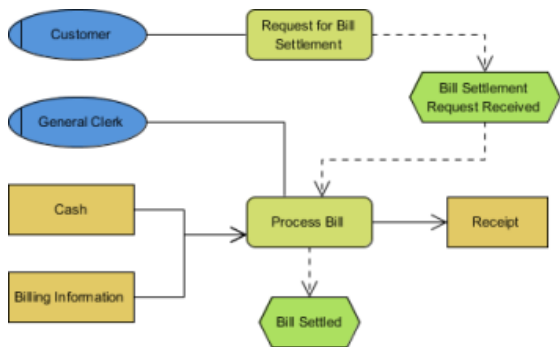 Customer
Request for Bill
Settlement
Bill Settlement
Request Received
General Clerk
Cash
Process Bill
Receipt
Billing Information
Bill Settled